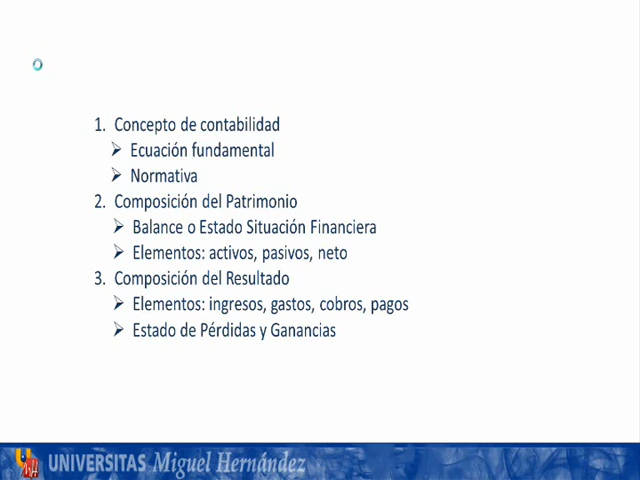 1. Concepto de contabilidad
➢ Ecuación fundamental
➢ Normativa
2. Composición del Patrimonio
➢ Balance o Estado Situación Financiera
➢ Elementos: activos, pasivos, neto
3. Composición del Resultado
➢ Elementos: ingresos, gastos, cobros, pagos
➢ Estado de Pérdidas y Ganancias
UNIVERSITAS Miguel Hernández